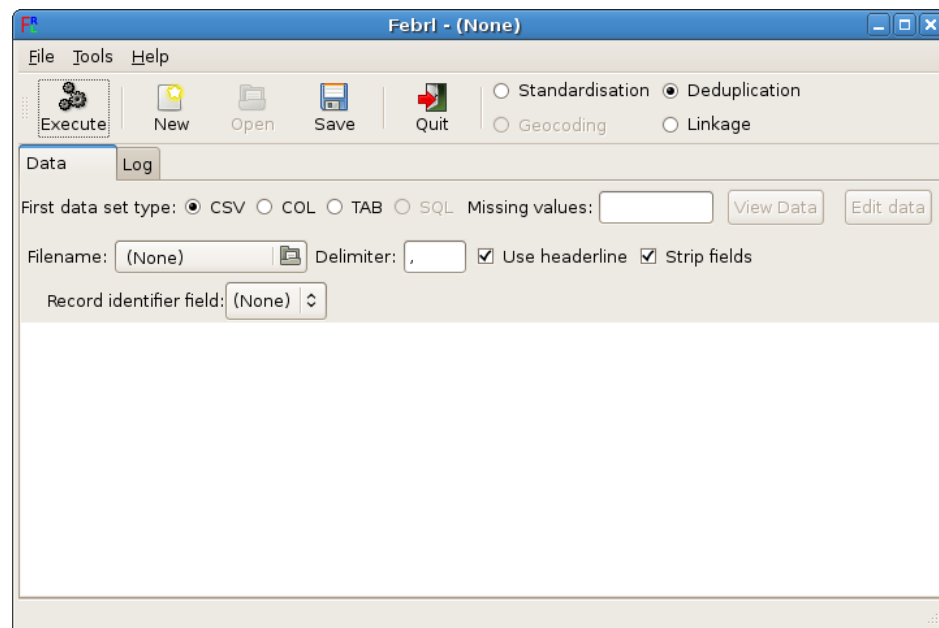 Febrl - (None)
File Tools Help
Standardisation Deduplication
Execute New Open Save Quit Geocoding Linkage
Data Log
First data set type: CSV COL TAB SQL Missing values: View Data Edit data
Filename: (None) Delimiter: , Use headerline Strip fields
Record identifier field: (None)